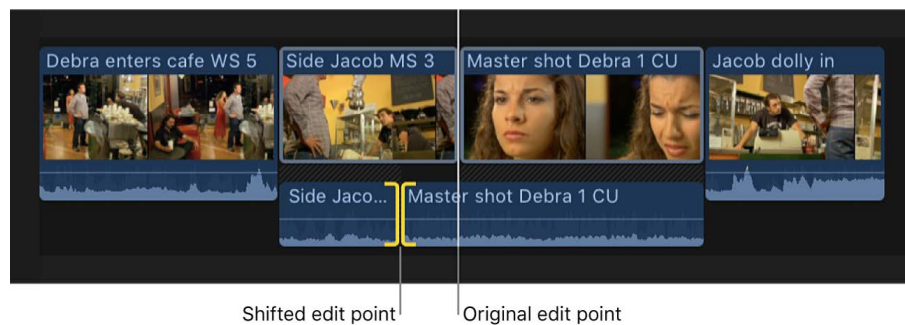 Debra enters cafe WS 5
Side Jacob MS 3
Master shot Debra 1 CU
Jacob dolly in
Side Jaco...
Master shot Debra 1 CU
Shifted edit point
Original edit point